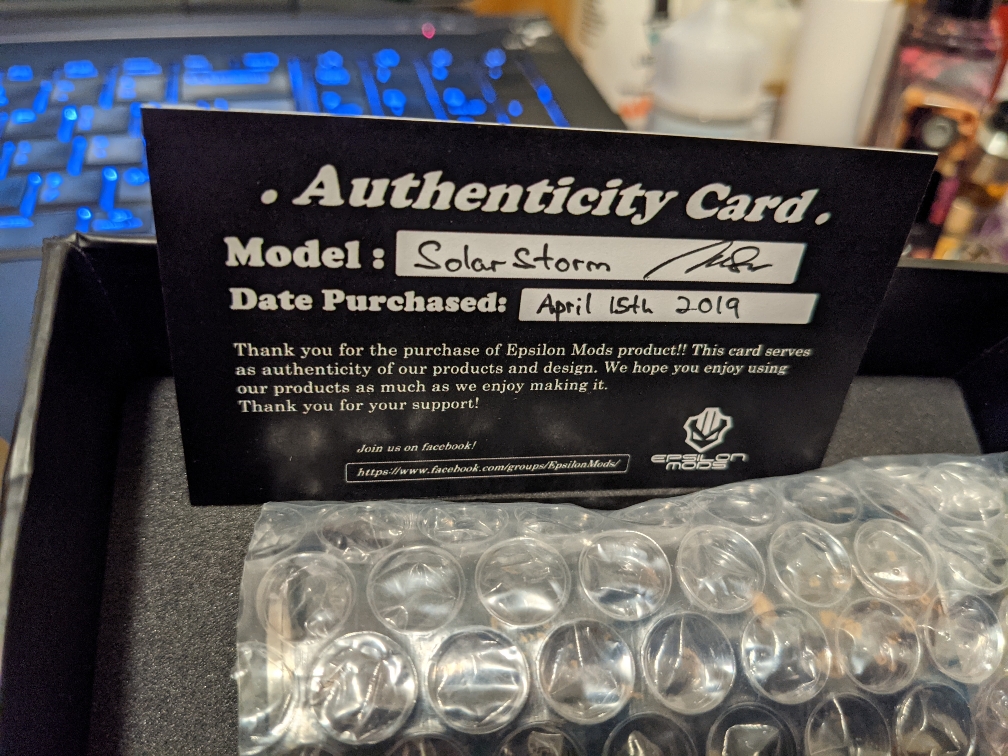 . Authenticity Card .
Model : Solar Storm
Date Purchased: April 15th 2019
Thank you for the purchase of Epsilon Mods product!! This card serves
as authenticity of our products and design. We hope you enjoy using
our products as much as we enjoy making it.
Thank you for your support!
Join us on facebook!
https://www.facebook.com/groups/EpsilonMods/
EPSILON
MODS